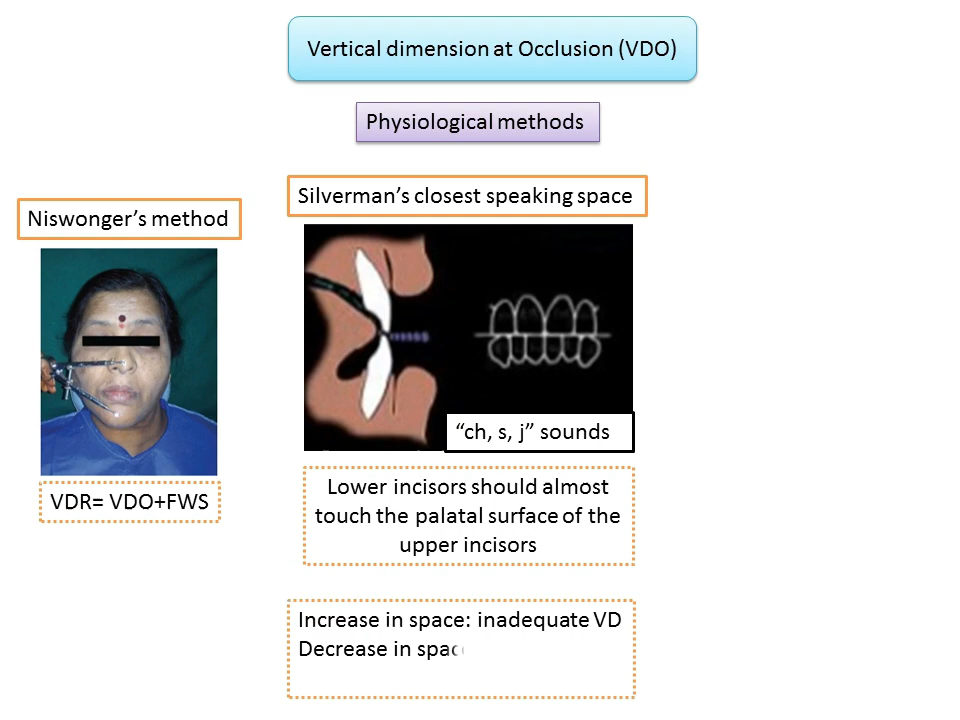 Vertical dimension at Occlusion (VDO)
Physiological methods
Niswonger’s method
VDR= VDO+FWS
Silverman’s closest speaking space
“ch, s, j” sounds
Lower incisors should almost
touch the palatal surface of the
upper incisors
Increase in space: inadequate VD
Decrease in